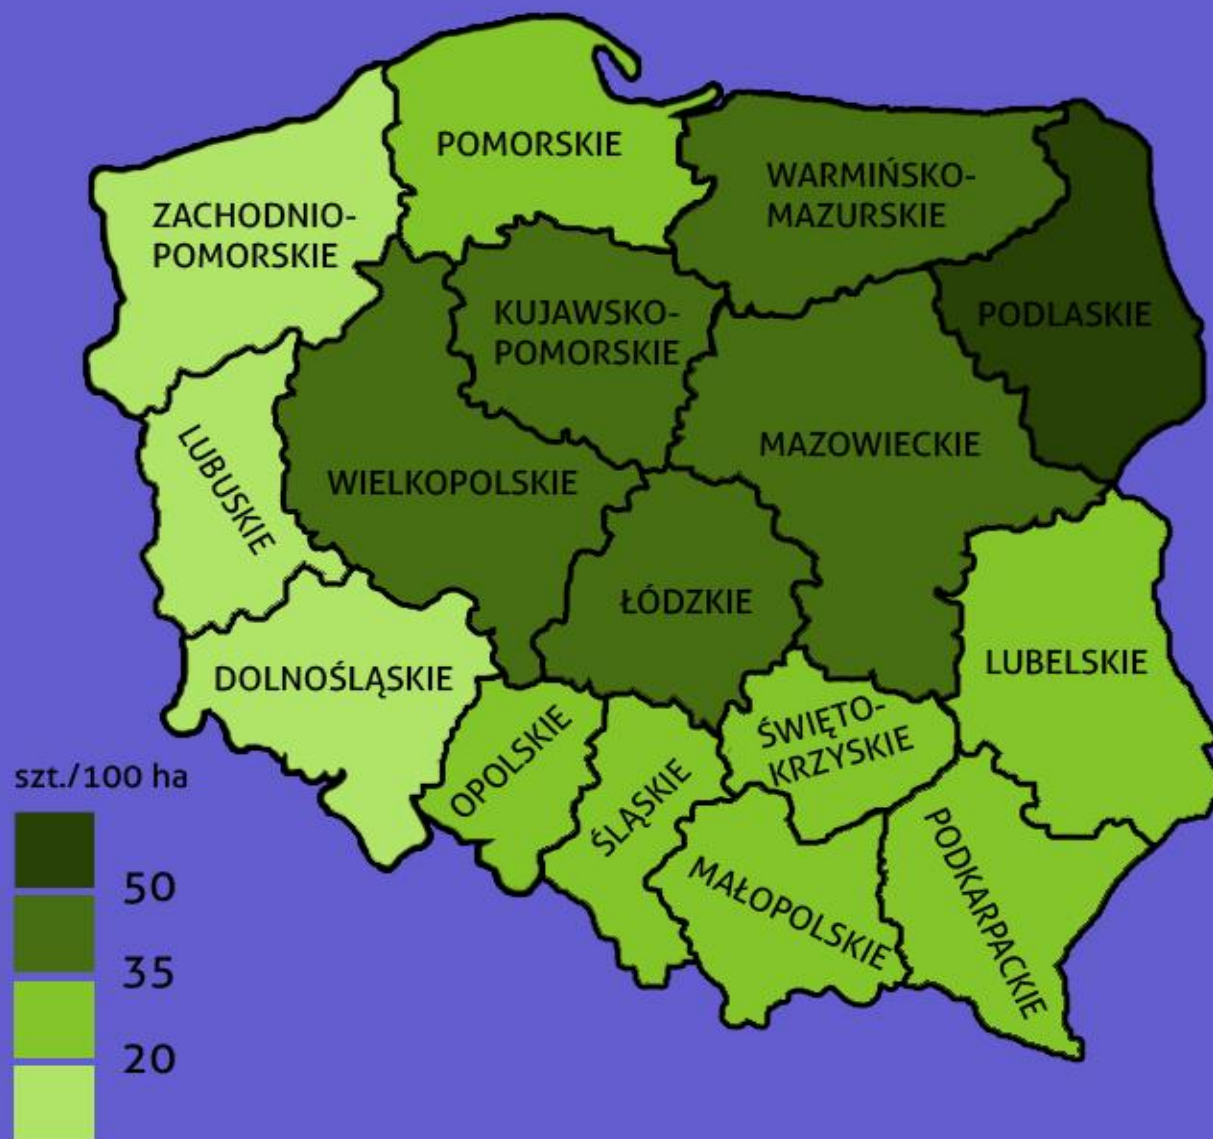 POMORSKIE
WARMIŃSKO-
MAZURSKIE
ZACHODNIO-
POMORSKIE
KUJAWSKO-
POMORSKIE
PODLASKIE
MAZOWIECKIE
LUBUSKIE
WIELKOPOLSKIE
ŁÓDZKIE
LUBELSKIE
DOLNOŚLĄSKIE
OPOLSKIE
ŚLĄSKIE
ŚWIĘTO-
KRZYSKIE
MAŁOPOLSKIE
PODKARPACKIE
szt./100 ha
50
35
20